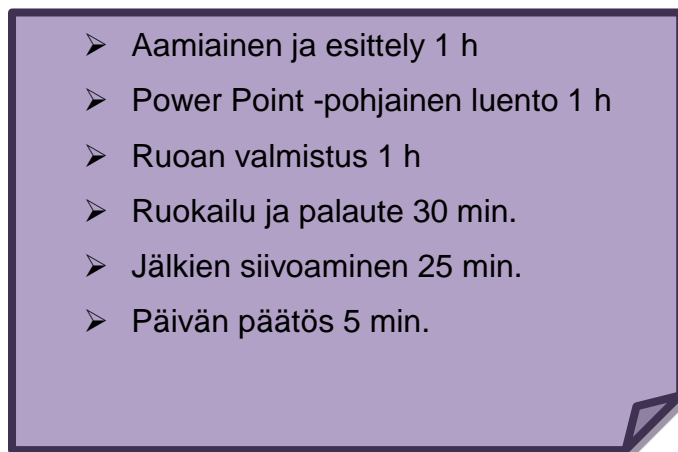 ➢ Aamiainen ja esittely 1 h
➢ Power Point -pohjainen luento 1 h
➢ Ruoan valmistus 1 h
➢ Ruokailu ja palaute 30 min.
➢ Jälkien siivoaminen 25 min.
➢ Päivän päätös 5 min.